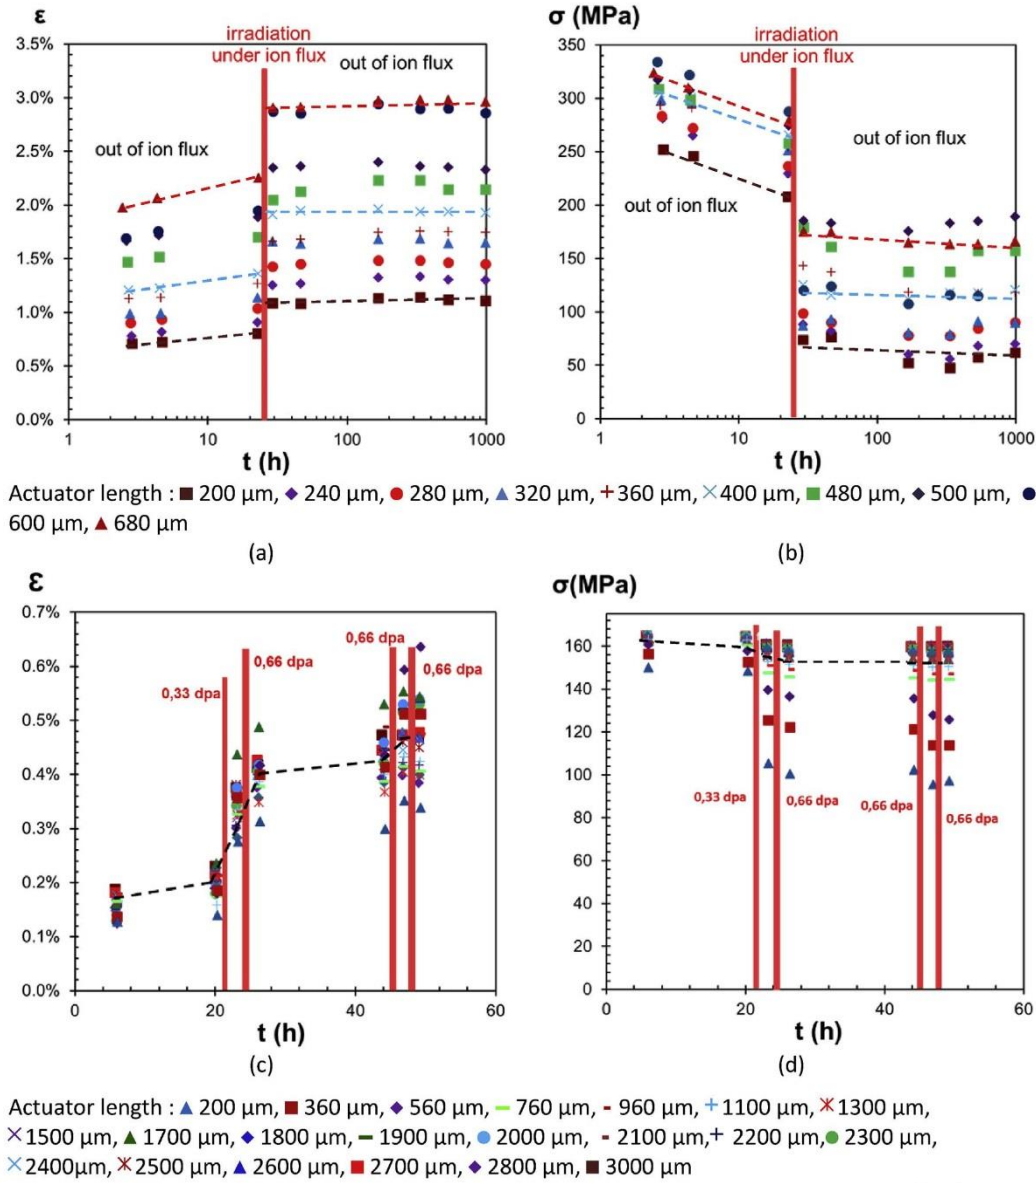 ε
σ (MPa)
irradiation
under ion flux
out of ion flux
out of ion flux
3.5%
3.0%
2.5%
2.0%
1.5%
1.0%
0.5%
0.0%
1
10
100
1000
t (h)
irradiation
under ion flux
out of ion flux
out of ion flux
350
300
250
200
150
100
50
0
1
10
100
1000
t (h)
Actuator length : ■ 200 µm, ◆ 240 µm, ● 280 µm, ▲ 320 µm, + 360 µm, × 400 µm, ■ 480 µm, ◆ 500 µm, ●
600 µm, ▲ 680 µm
(a)
(b)
ε
σ(MPa)
0.7%
0.6%
0.5%
0.4%
0.3%
0.2%
0.1%
0.0%
0,33 dpa
0,66 dpa
0,66 dpa
0,66 dpa
0
20
40
60
t (h)
(c)
160
140
120
100
80
60
40
20
0
0,33 dpa
0,66 dpa
0,66 dpa
0,66 dpa
0
20
40
60
t (h)
(d)
Actuator length : ▲ 200 µm, ■ 360 µm, ◆ 560 µm, – 760 µm, - 960 µm, + 1100 µm, ✳ 1300 µm,
× 1500 µm, ▲ 1700 µm, ◆ 1800 µm, – 1900 µm, ● 2000 µm, - 2100 µm, + 2200 µm, ● 2300 µm,
× 2400µm, ✳ 2500 µm, ▲ 2600 µm, ■ 2700 µm, ◆ 2800 µm, ■ 3000 µm